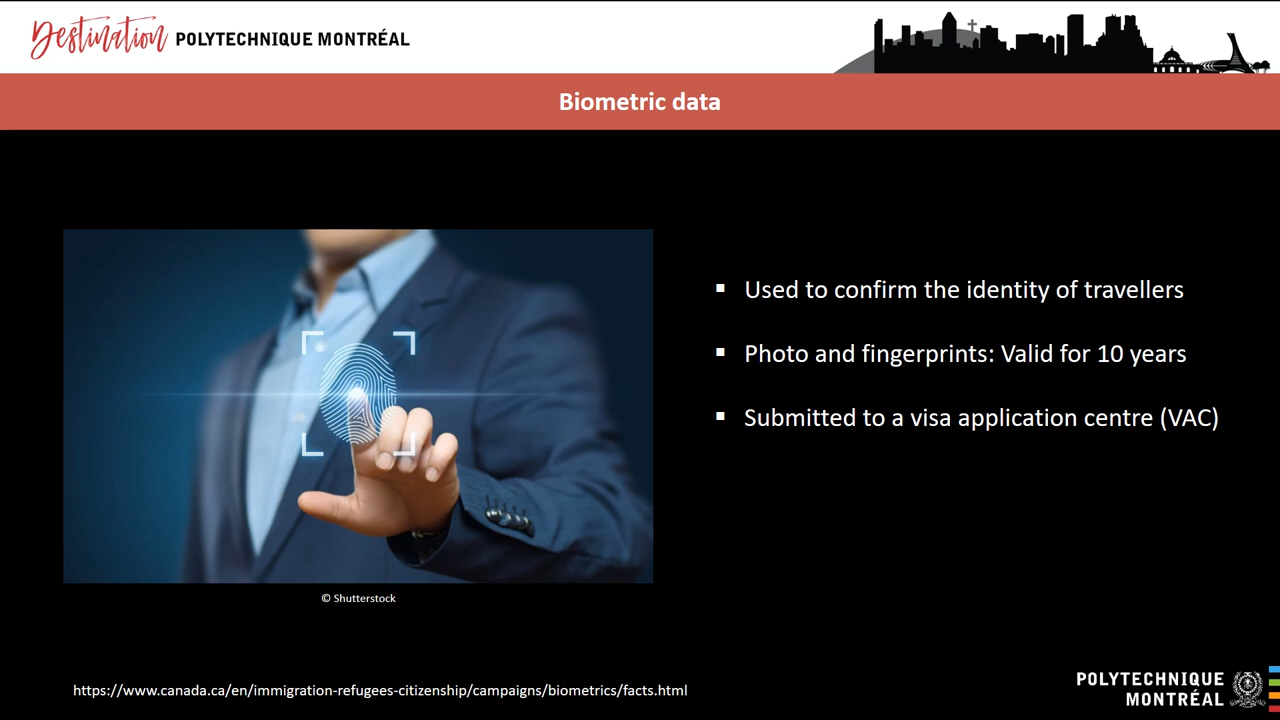 Destination POLYTECHNIQUE MONTRÉAL
Biometric data
▪ Used to confirm the identity of travellers
▪ Photo and fingerprints: Valid for 10 years
▪ Submitted to a visa application centre (VAC)
© Shutterstock
https://www.canada.ca/en/immigration-refugees-citizenship/campaigns/biometrics/facts.html
POLYTECHNIQUE
MONTRÉAL